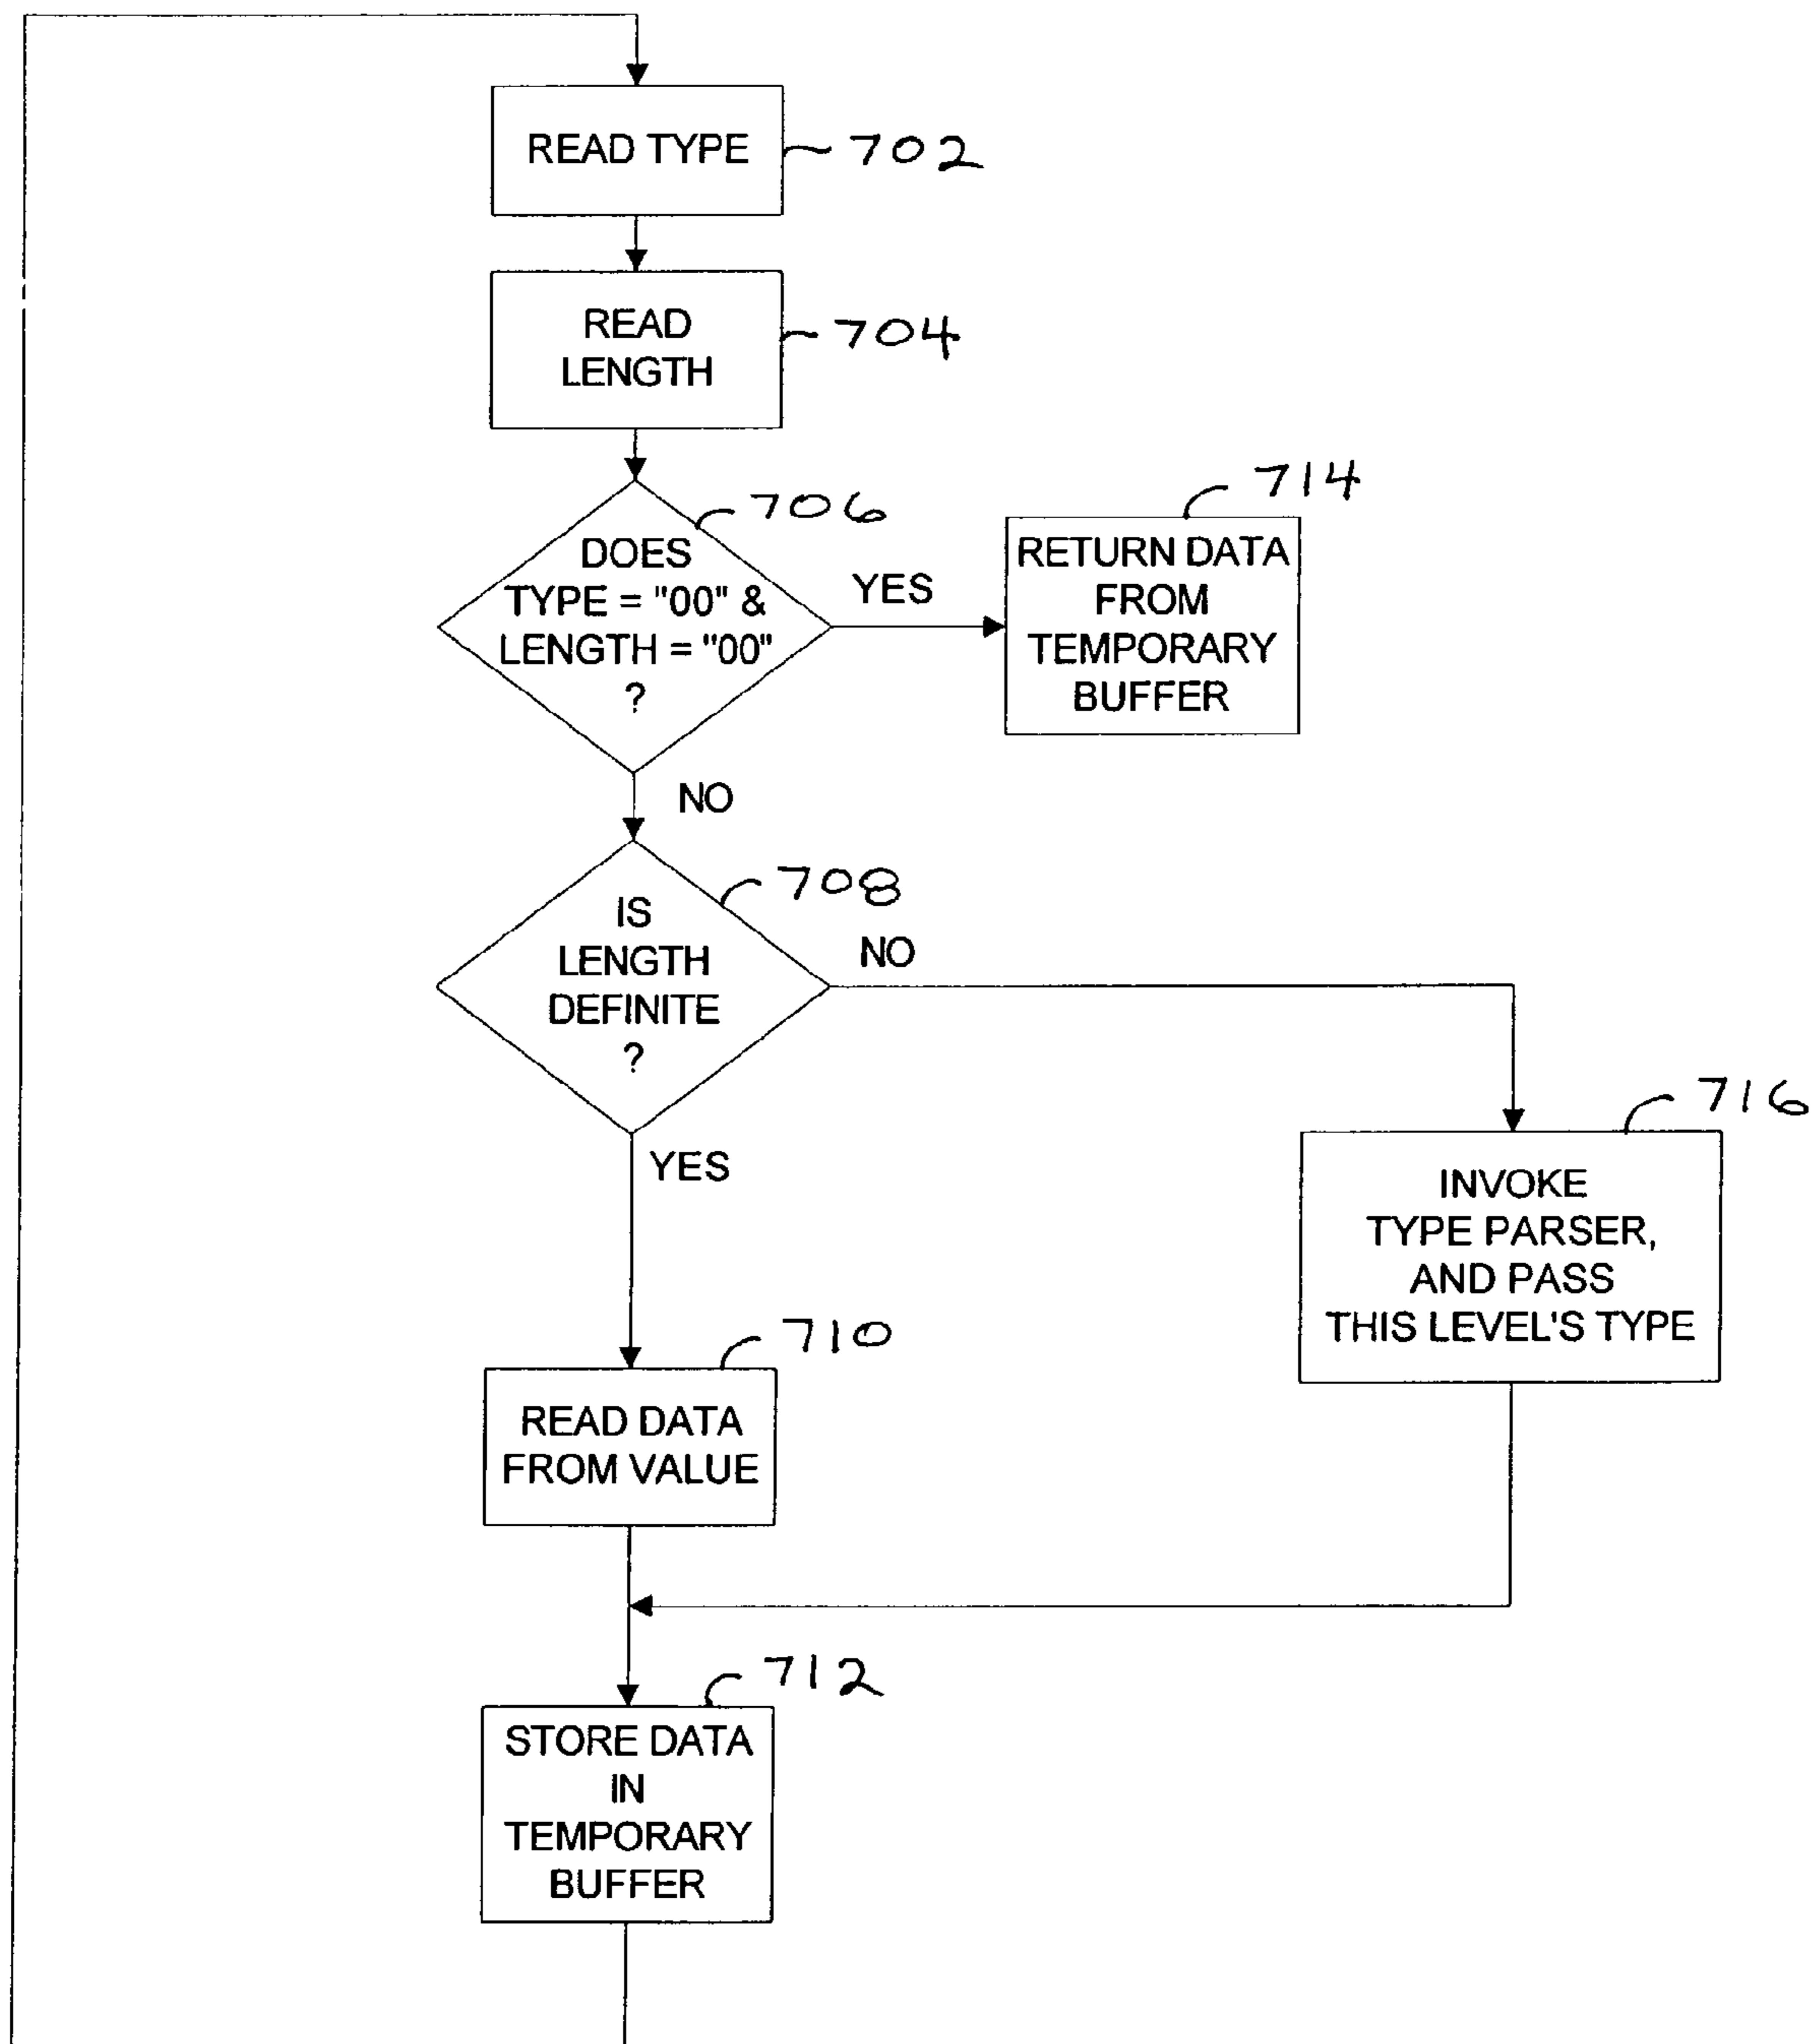 READ TYPE
702
READ
LENGTH
704
706
DOES
TYPE = "00" &
LENGTH = "00"
?
YES
714
RETURN DATA
FROM
TEMPORARY
BUFFER
NO
708
IS
LENGTH
DEFINITE
?
NO
YES
716
INVOKE
TYPE PARSER,
AND PASS
THIS LEVEL'S TYPE
710
READ DATA
FROM VALUE
712
STORE DATA
IN
TEMPORARY
BUFFER